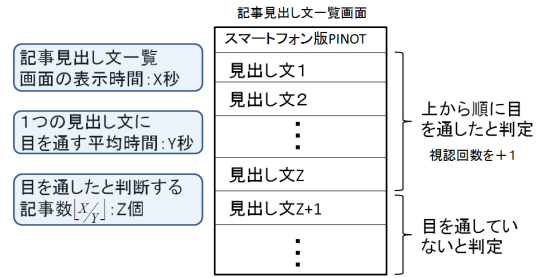 記事見出し文一覧画面
スマートフォン版PINOT
記事見出し文一覧
画面の表示時間:X秒
1つの見出し文に
目を通す平均時間:Y秒
目を通したと判断する
記事数⌊X/Y⌋:Z個
見出し文1
見出し文2
⋮
見出し文Z
見出し文Z+1
⋮
上から順に目
を通したと判定
視認回数を+1
目を通してい
ないと判定